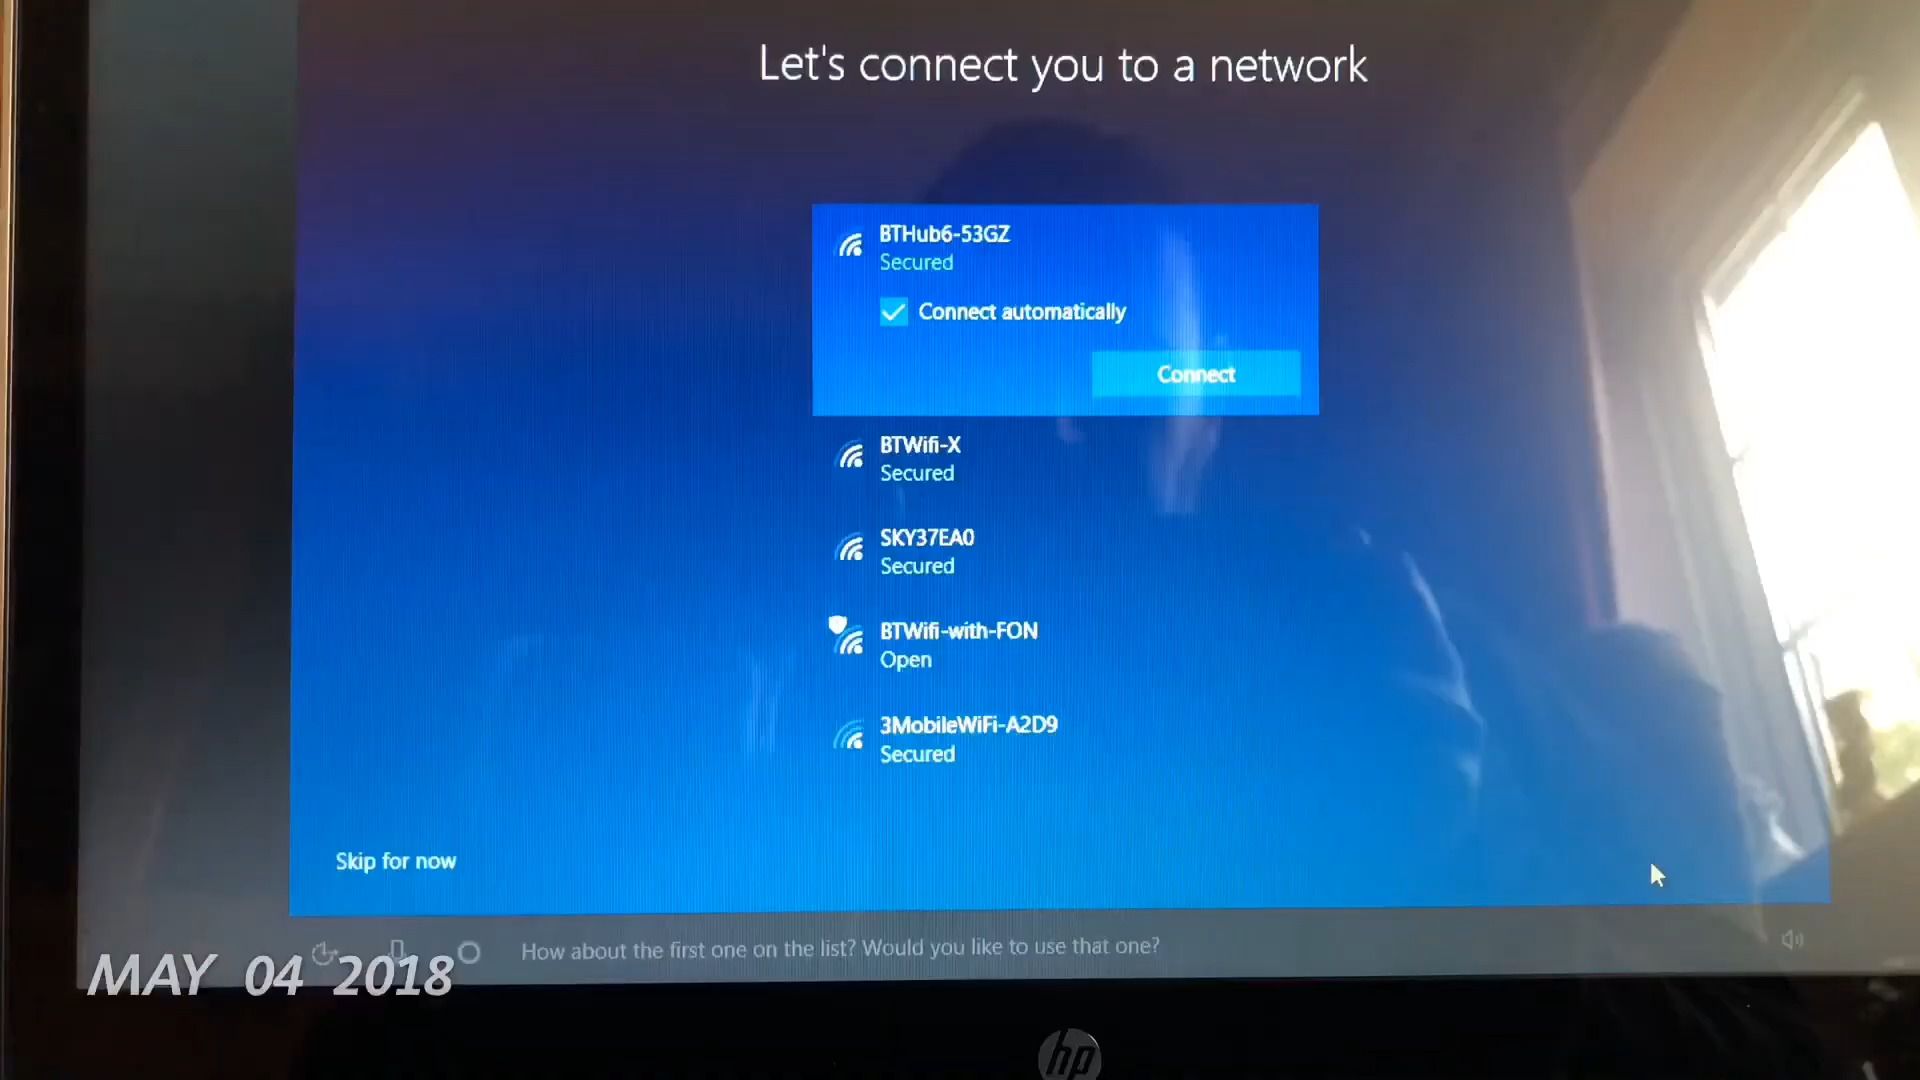 Let's connect you to a network
BTHub6-53GZ
Secured
Connect automatically
Connect
BTWifi-X
Secured
SKY37EA0
Secured
BTWifi-with-FON
Open
3MobileWiFi-A2D9
Secured
Skip for now
How about the first one on the list? Would you like to use that one?
MAY 04 2018
hp